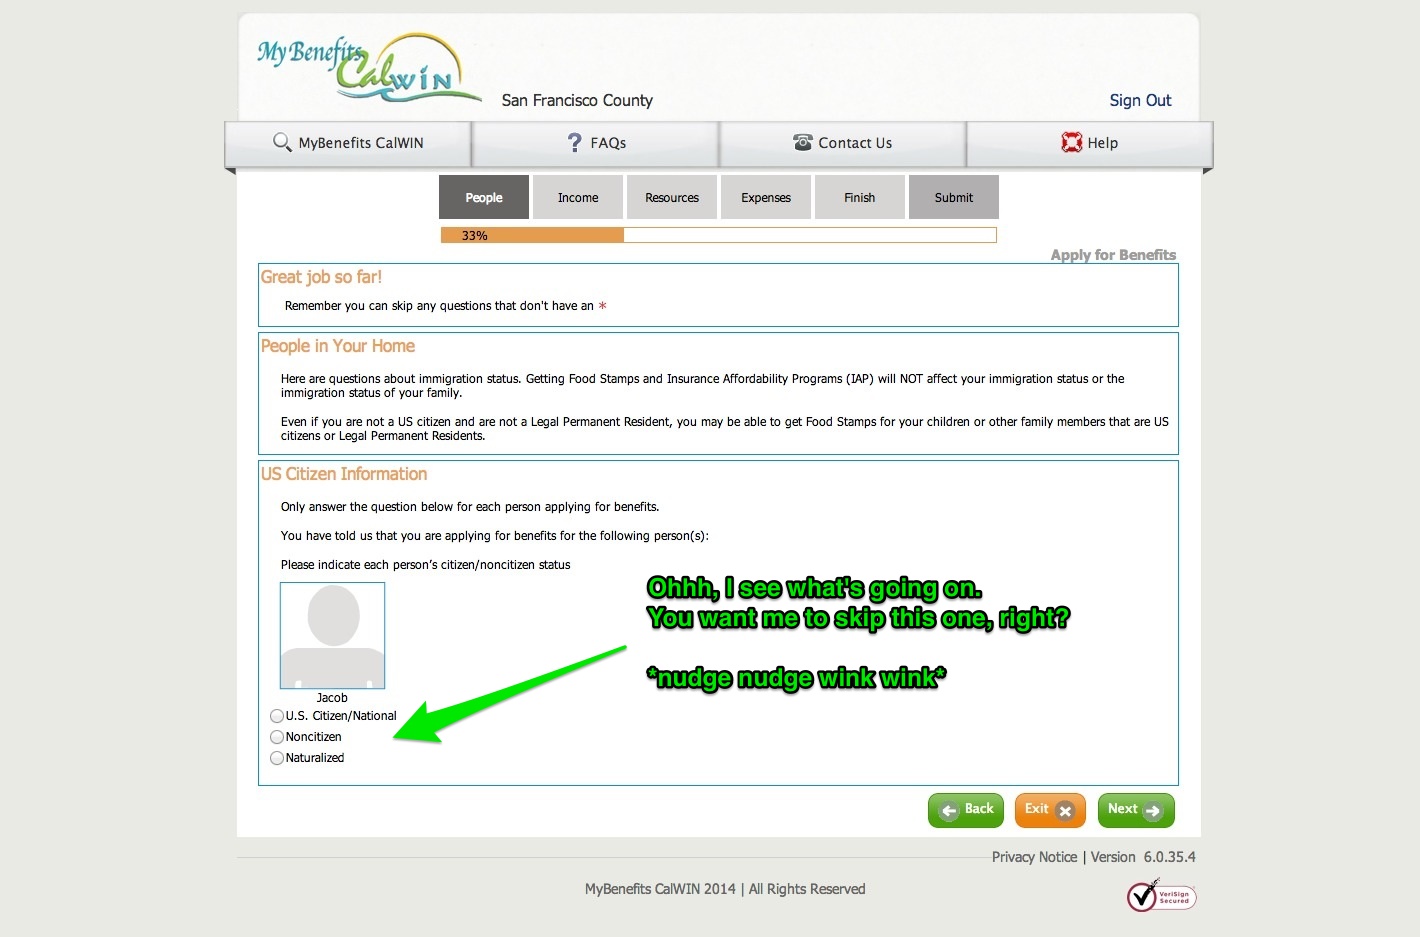 My Benefits
CalWIN
San Francisco County
Sign Out
MyBenefits CalWIN
? FAQs
Contact Us
Help
People
Income
Resources
Expenses
Finish
Submit
33%
Apply for Benefits
Great job so far!
Remember you can skip any questions that don't have an *
People in Your Home
Here are questions about immigration status. Getting Food Stamps and Insurance Affordability Programs (IAP) will NOT affect your immigration status or the
immigration status of your family.
Even if you are not a US citizen and are not a Legal Permanent Resident, you may be able to get Food Stamps for your children or other family members that are US
citizens or Legal Permanent Residents.
US Citizen Information
Only answer the question below for each person applying for benefits.
You have told us that you are applying for benefits for the following person(s):
Please indicate each person’s citizen/noncitizen status
Ohhh, I see what's going on.
You want me to skip this one, right?
*nudge nudge wink wink*
Jacob
U.S. Citizen/National
Noncitizen
Naturalized
Back
Exit
Next
Privacy Notice | Version 6.0.35.4
MyBenefits CalWIN 2014 | All Rights Reserved
VeriSign
Secured